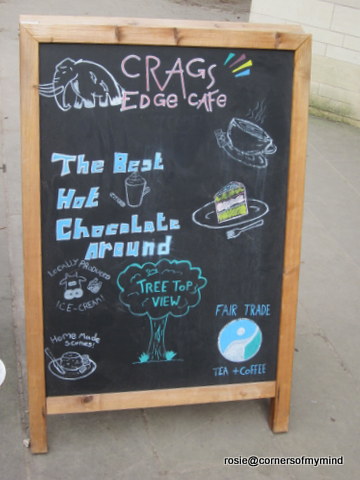 CRAGS
EDGE CAFE
The Best
Hot
Chocolate
Around
LOCALLY PRODUCED
ICE-CREAM!
TREE TOP
VIEW
Home Made
Scones!
FAIR TRADE
TEA + COFFEE
rosie@cornersofmymind